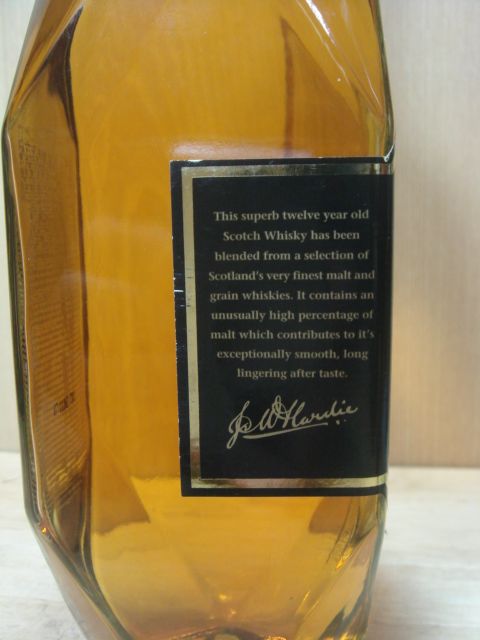 This superb twelve year old
Scotch Whisky has been
blended from a selection of
Scotland's very finest malt and
grain whiskies. It contains an
unusually high percentage of
malt which contributes to it's
exceptionally smooth, long
lingering after taste.
Jas W Hardie